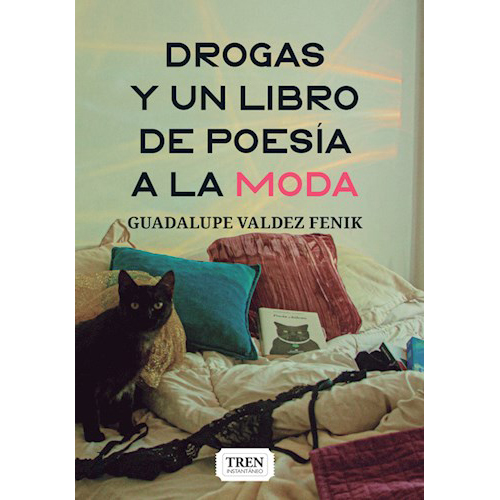 DROGAS
Y UN LIBRO
DE POESÍA
A LA MODA
GUADALUPE VALDEZ FENIK
TREN
INSTANTÁNEO